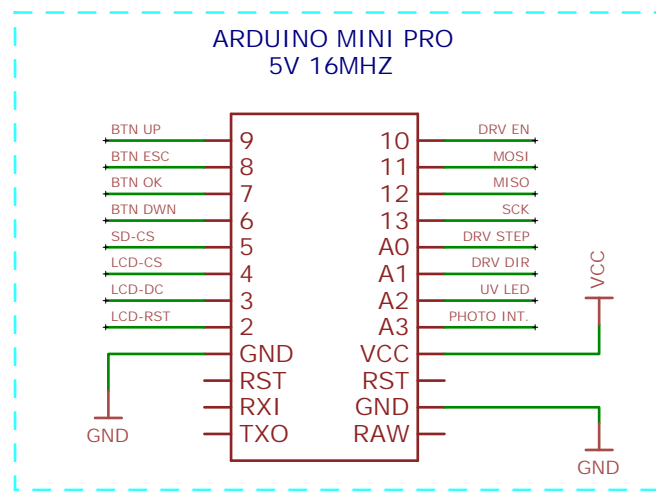 ARDUINO MINI PRO
5V 16MHZ
BTN UP 9 10 DRV EN
BTN ESC 8 11 MOSI
BTN OK 7 12 MISO
BTN DWN 6 13 SCK
SD-CS 5 A0 DRV STEP
LCD-CS 4 A1 DRV DIR
LCD-DC 3 A2 UV LED
LCD-RST 2 A3 PHOTO INT.
VCC
GND VCC
RST RST
RXI GND
TXO RAW
GND
GND